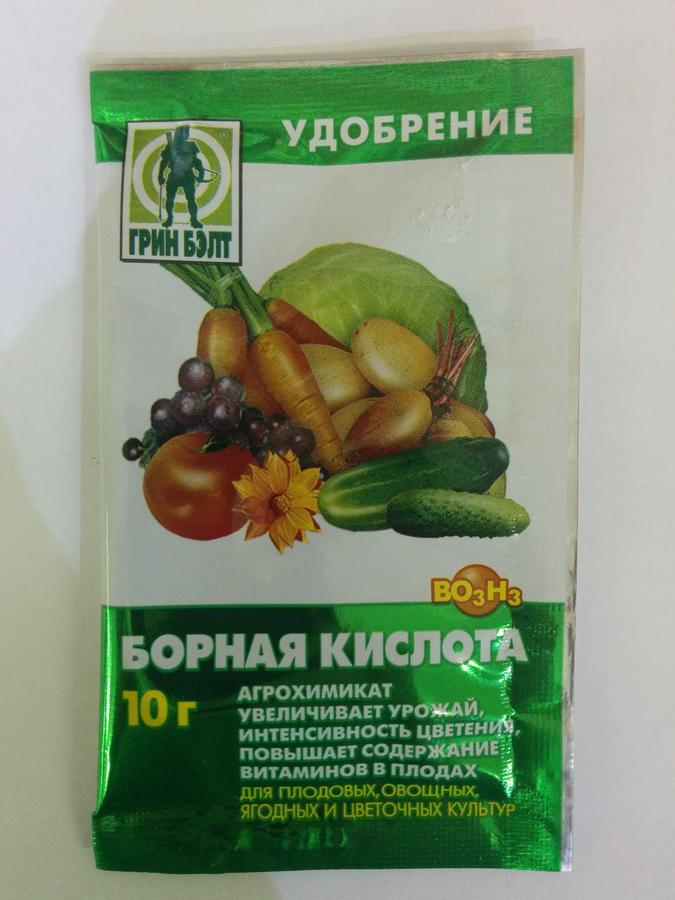 УДОБРЕНИЕ
®
ГРИН БЭЛТ
BO3H3
БОРНАЯ КИСЛОТА
10 г
АГРОХИМИКАТ
УВЕЛИЧИВАЕТ УРОЖАЙ,
ИНТЕНСИВНОСТЬ ЦВЕТЕНИЯ,
ПОВЫШАЕТ СОДЕРЖАНИЕ
ВИТАМИНОВ В ПЛОДАХ
ДЛЯ ПЛОДОВЫХ, ОВОЩНЫХ,
ЯГОДНЫХ И ЦВЕТОЧНЫХ КУЛЬТУР